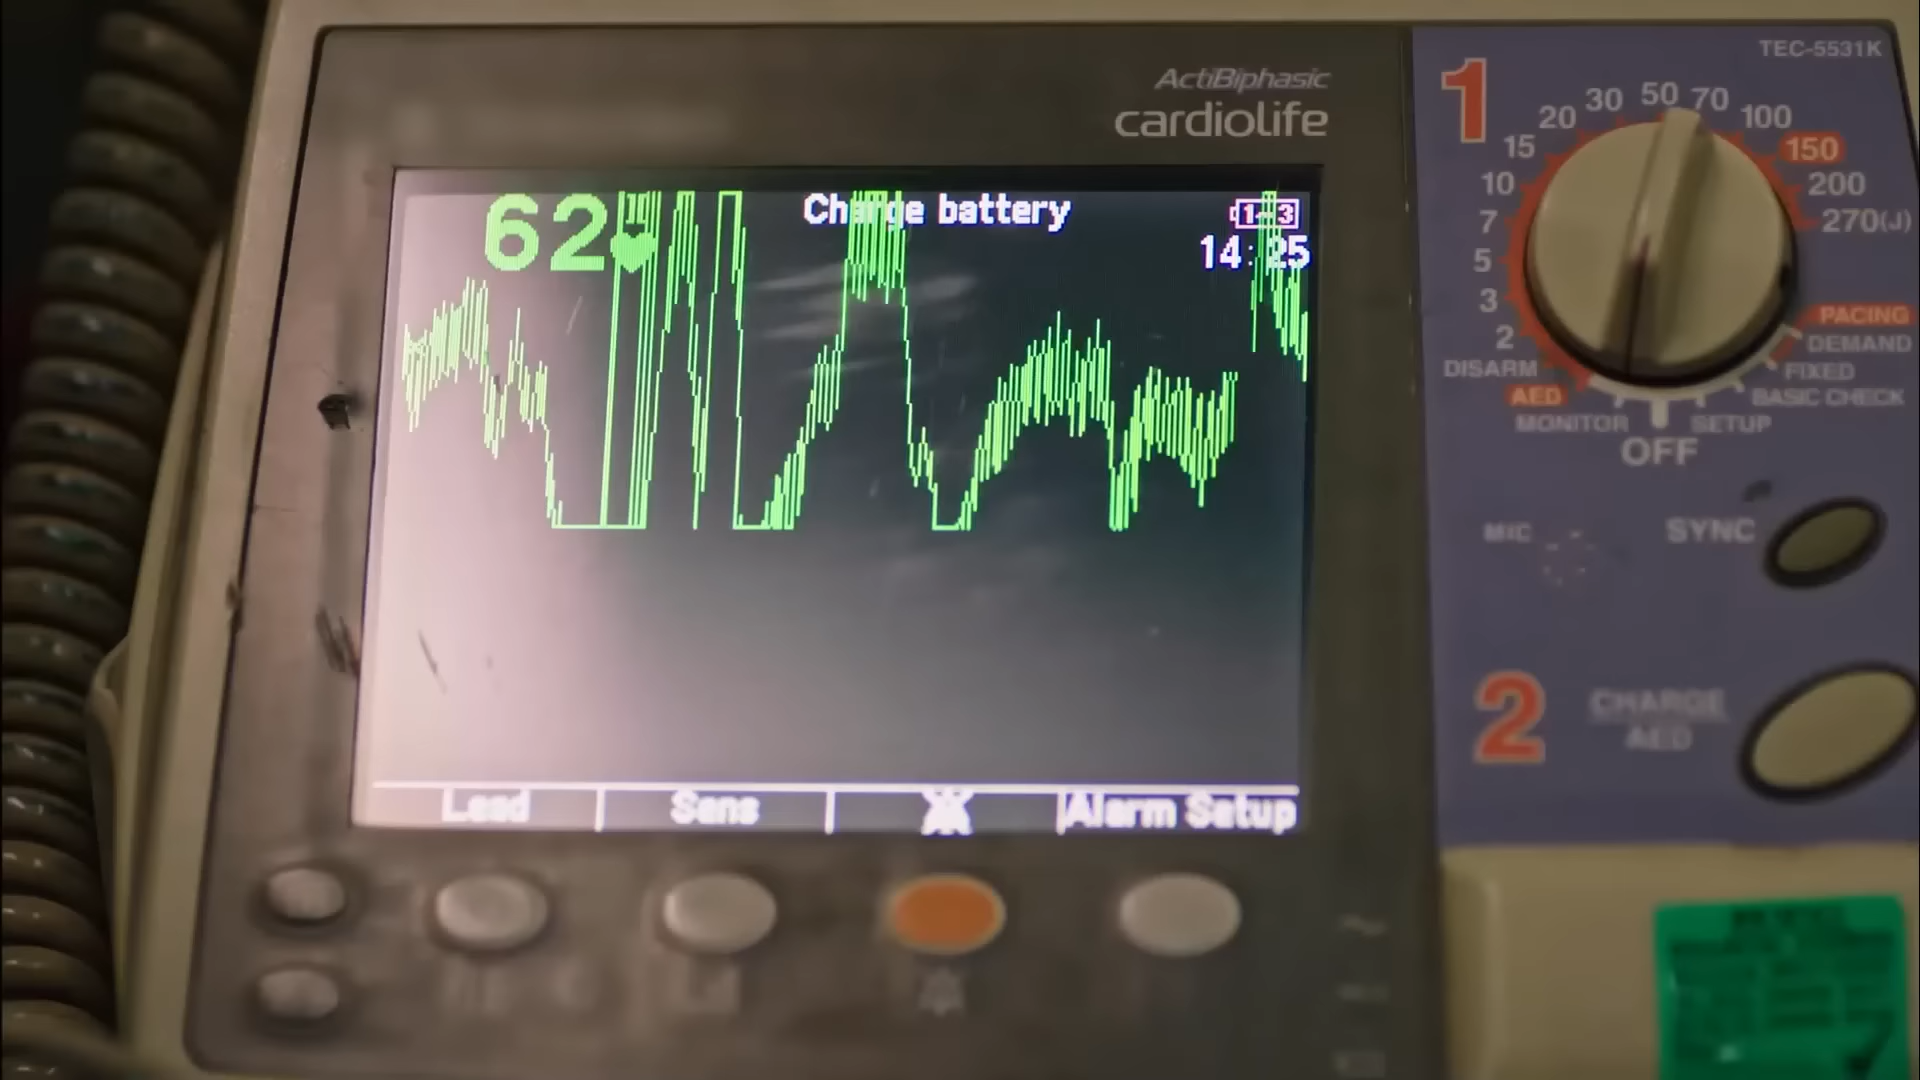 TEC-5531K
ActiBiphasic
cardiolife
62
Charge battery
14:25
Lead
Sens
Alarm Setup
1
DISARM
2
3
5
7
10
15
20
30
50
70
100
150
200
270(J)
PACING
DEMAND
FIXED
BASIC CHECK
SETUP
OFF
MONITOR
AED
MIC
SYNC
2
CHARGE
AED